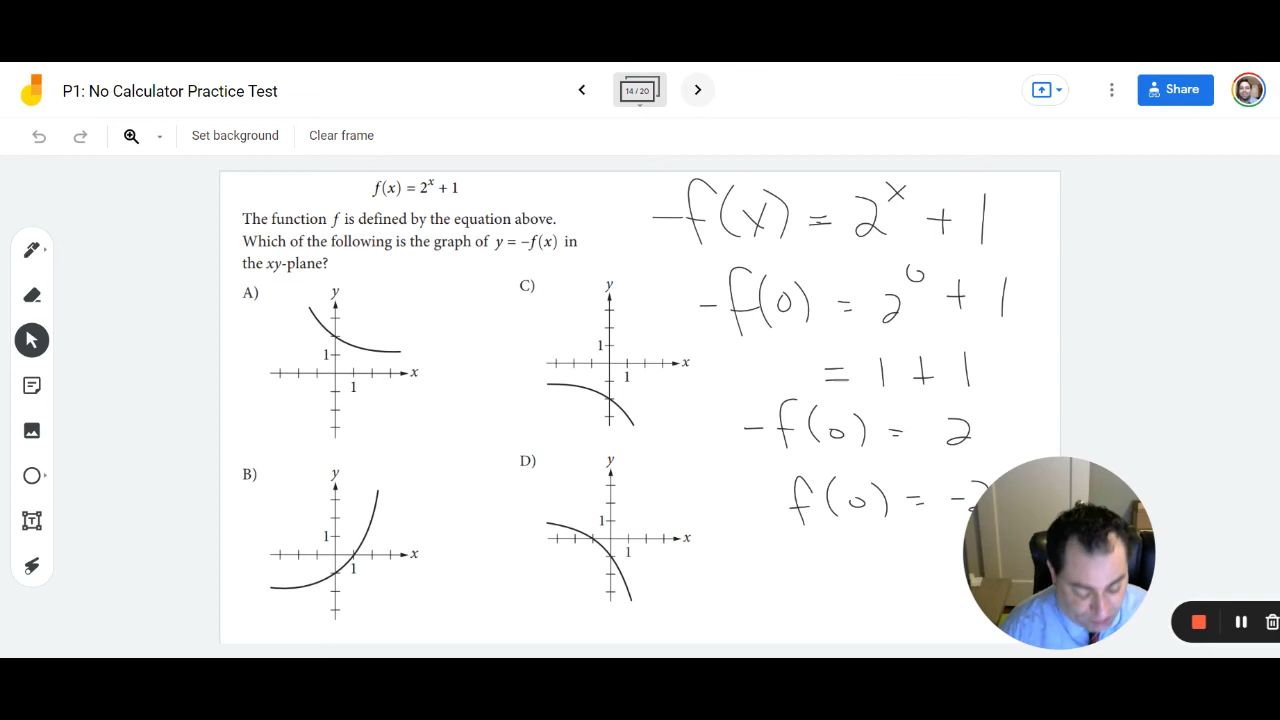 P1: No Calculator Practice Test
14 / 20
Share
Set background
Clear frame
f(x) = 2^x + 1
The function f is defined by the equation above.
Which of the following is the graph of y = −f(x) in
the xy-plane?
A)
y
1
x
1
B)
y
1
x
1
C)
y
1
x
1
D)
y
1
x
1
-f(x) = 2^x + 1
-f(0) = 2^0 + 1
= 1 + 1
-f(0) = 2
f(0) = -2